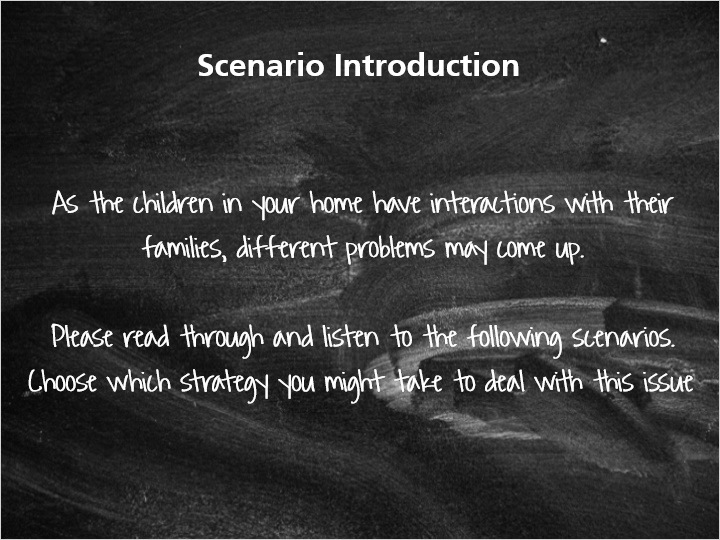 Scenario Introduction
As the children in your home have interactions with their
families, different problems may come up.
Please read through and listen to the following scenarios.
Choose which strategy you might take to deal with this issue